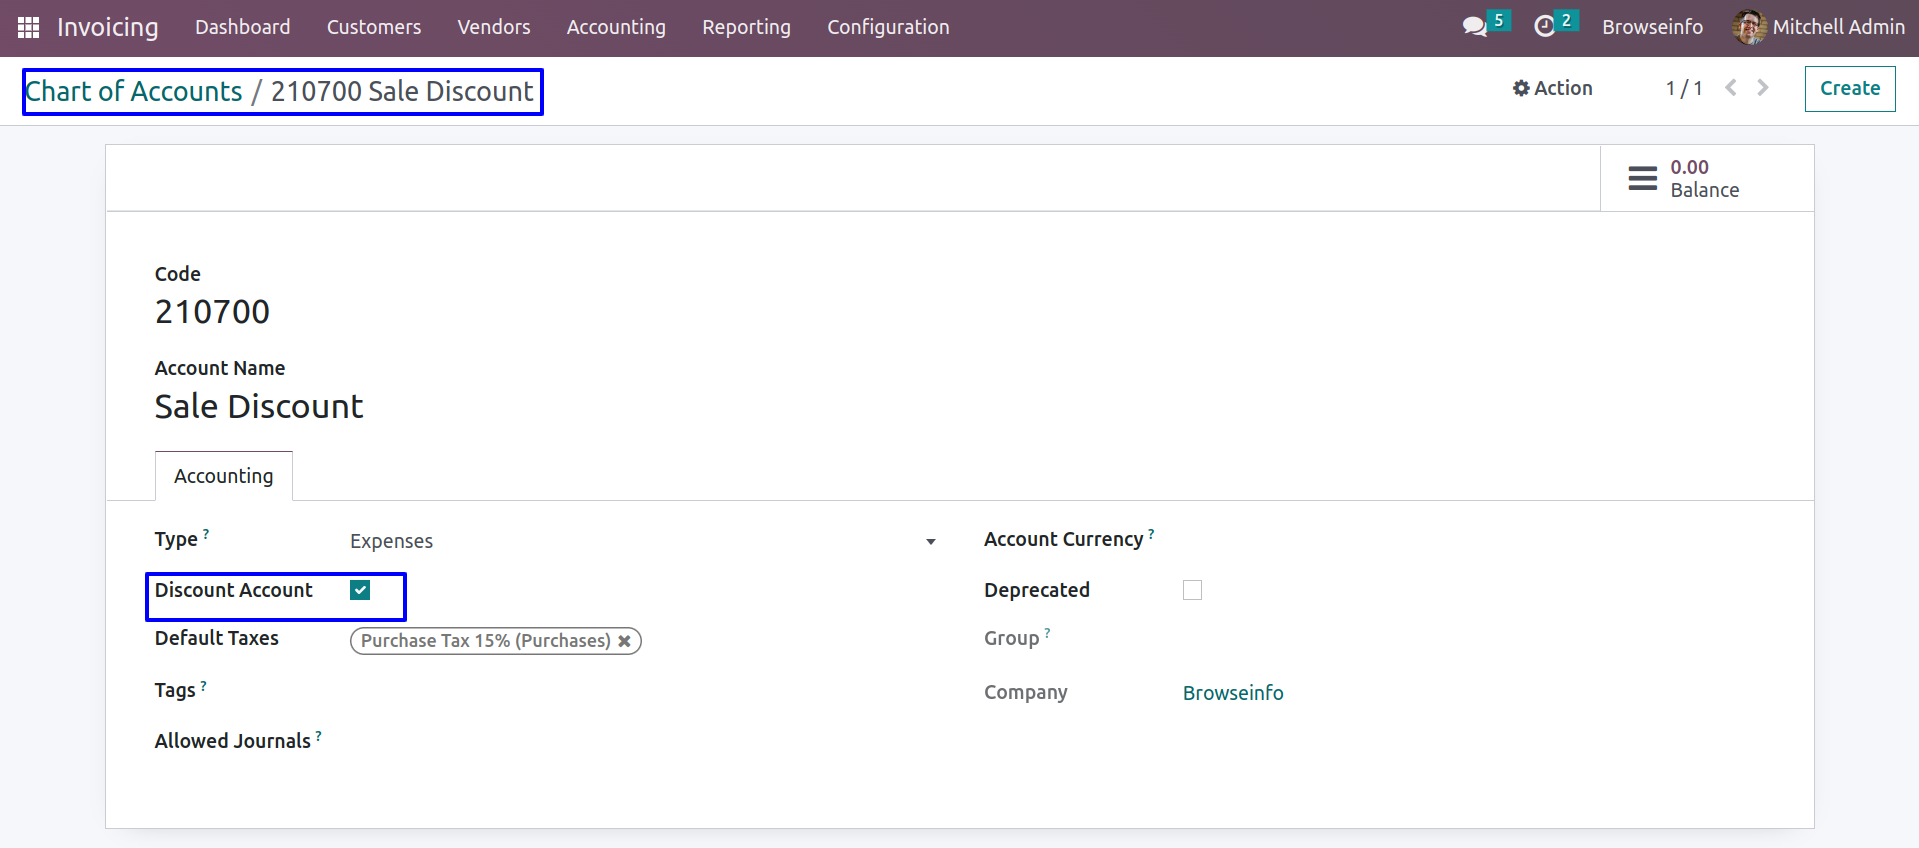 Invoicing Dashboard Customers Vendors Accounting Reporting Configuration 5 2 Browseinfo Mitchell Admin
Chart of Accounts / 210700 Sale Discount Action 1 / 1 Create
0.00
Balance
Code
210700
Account Name
Sale Discount
Accounting
Type ? Expenses Account Currency ?
Discount Account Deprecated
Default Taxes Purchase Tax 15% (Purchases) Group ?
Tags ? Company Browseinfo
Allowed Journals ?